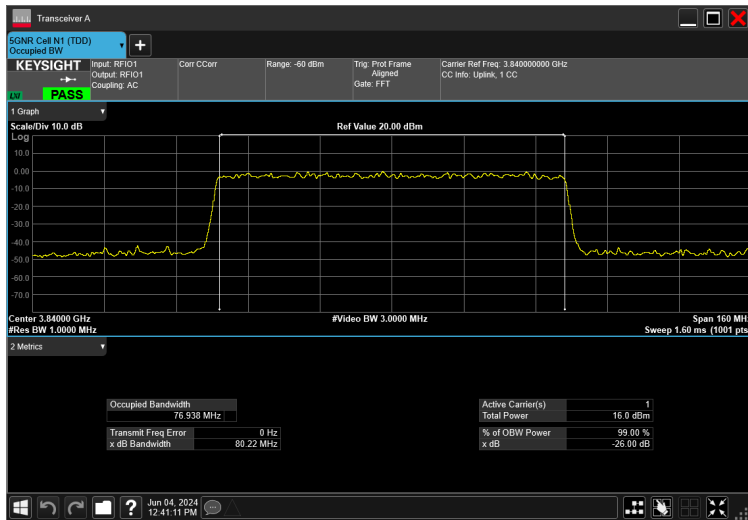 Transceiver A
5GNR Cell N1 (TDD)
Occupied BW
KEYSIGHT
Input: RFIO1
Output: RFIO1
Coupling: AC
Corr CCorr
Range: -60 dBm
Trig: Prot Frame
Aligned
Gate: FFT
Carrier Ref Freq: 3.840000000 GHz
CC Info: Uplink, 1 CC
LXI
PASS
1 Graph
Scale/Div 10.0 dB
Ref Value 20.00 dBm
Log
10.0
0.00
-10.0
-20.0
-30.0
-40.0
-50.0
-60.0
-70.0
Center 3.84000 GHz
#Video BW 3.0000 MHz
Span 160 MH
#Res BW 1.0000 MHz
Sweep 1.60 ms (1001 pts
2 Metrics
Occupied Bandwidth
76.938 MHz
Active Carrier(s) 1
Total Power 16.0 dBm
Transmit Freq Error 0 Hz
x dB Bandwidth 80.22 MHz
% of OBW Power 99.00 %
x dB -26.00 dB
?
Jun 04, 2024
12:41:11 PM